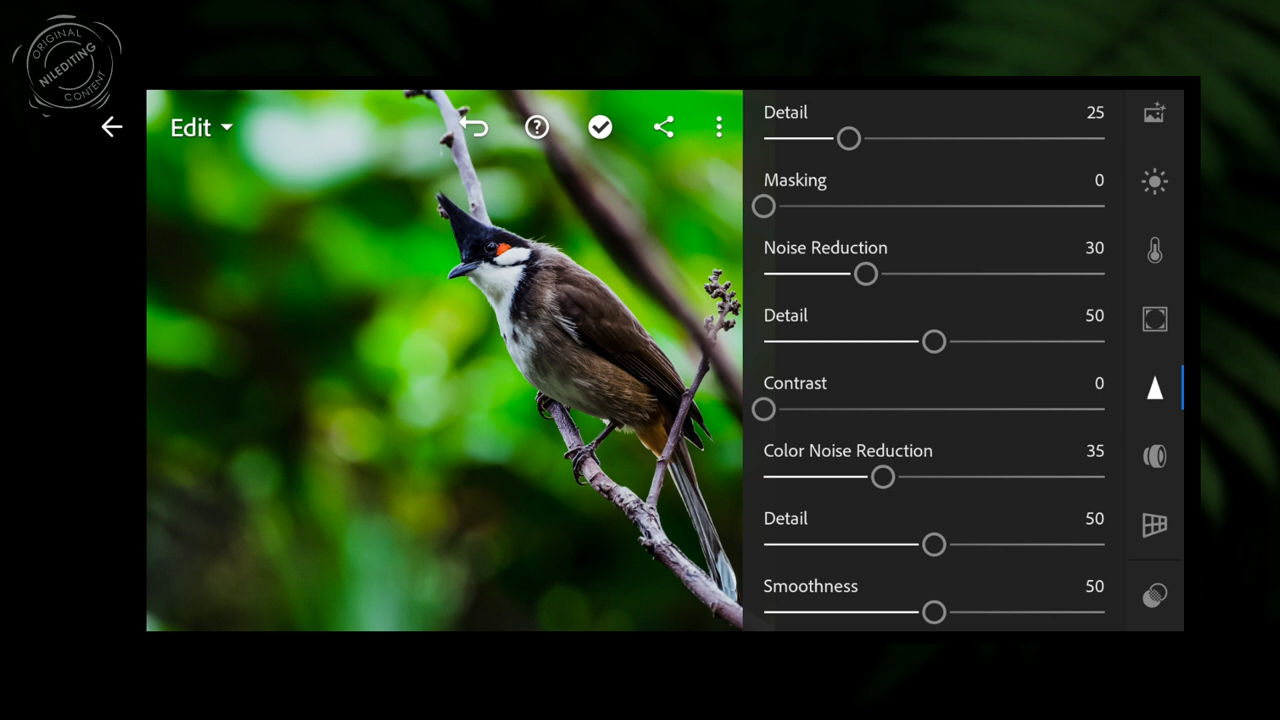 ORIGINAL
NILEDITING
CONTENT
Edit
Detail 25
Masking 0
Noise Reduction 30
Detail 50
Contrast 0
Color Noise Reduction 35
Detail 50
Smoothness 50